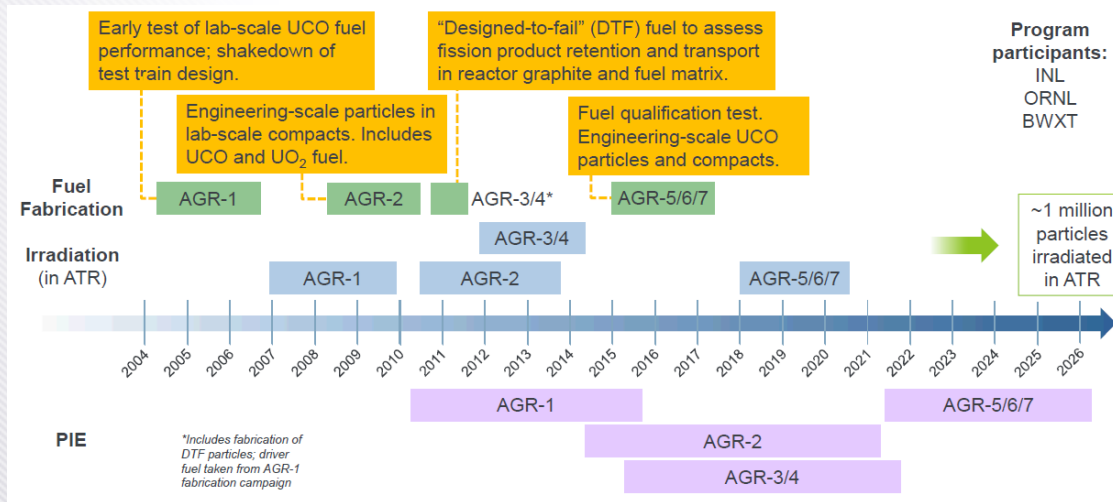 Early test of lab-scale UCO fuel
performance; shakedown of
test train design.
"Designed-to-fail" (DTF) fuel to assess
fission product retention and transport
in reactor graphite and fuel matrix.
Program
participants:
INL
ORNL
BWXT
Engineering-scale particles in
lab-scale compacts. Includes
UCO and UO₂ fuel.
Fuel qualification test.
Engineering-scale UCO
particles and compacts.
Fuel
Fabrication
AGR-1
AGR-2
AGR-3/4*
AGR-5/6/7
~1 million
particles
irradiated
in ATR
Irradiation
(in ATR)
AGR-3/4
AGR-1
AGR-2
AGR-5/6/7
2004
2005
2006
2007
2008
2009
2010
2011
2012
2013
2014
2015
2016
2017
2018
2019
2020
2021
2022
2023
2024
2025
2026
PIE
AGR-1
AGR-5/6/7
AGR-2
AGR-3/4
*Includes fabrication of
DTF particles; driver
fuel taken from AGR-1
fabrication campaign